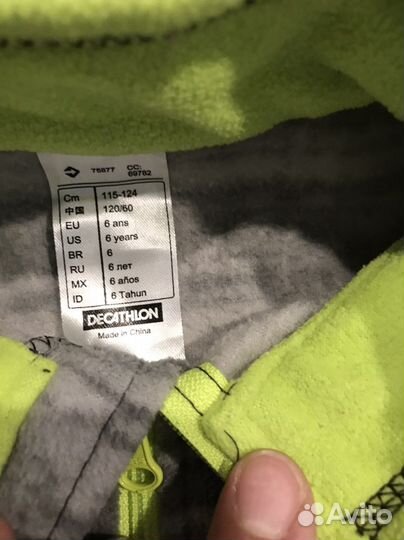 76877 CC: 69782
Cm 115-124
中国 120/60
EU 6 ans
US 6 years
BR 6
RU 6 лет
MX 6 años
ID 6 Tahun
DECATHLON
Made in China
Avito